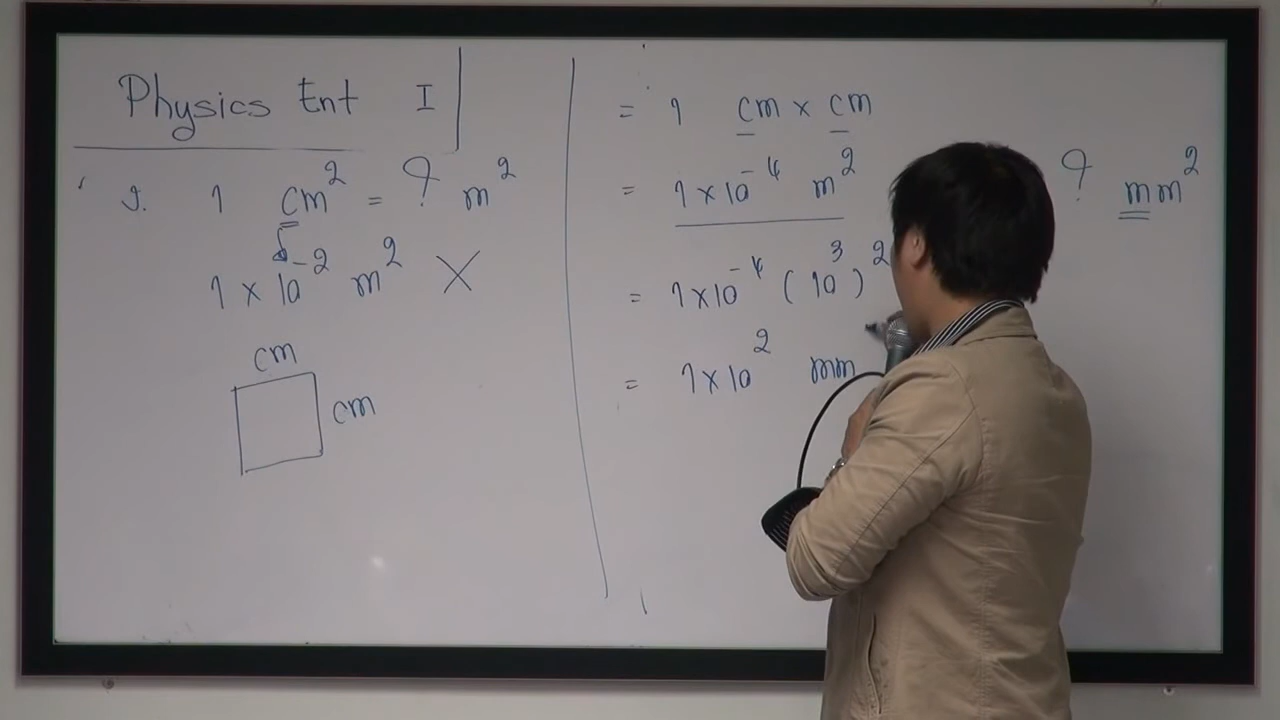 Physics Ent I
1 cm² = ? m²
1 × 10⁻² m² ×
cm
cm
= 1 cm × cm
= 1 × 10⁻⁴ m²
? mm²
= 1 × 10⁻⁴ (10³)²
= 1 × 10² mm